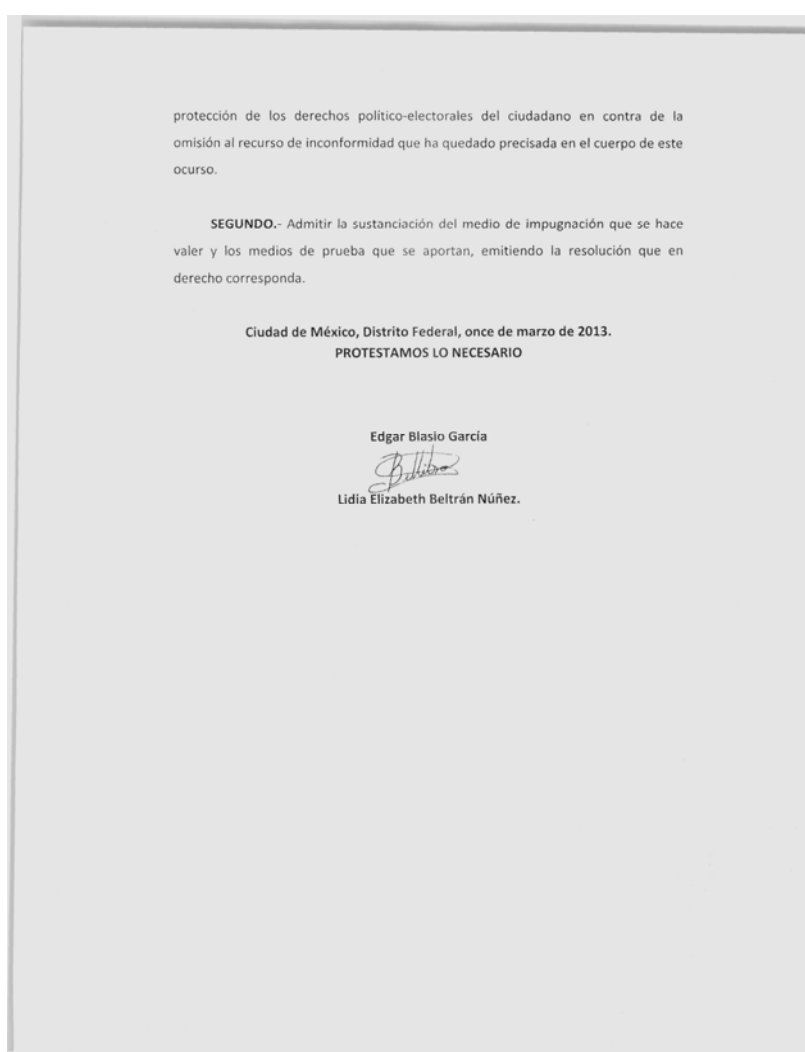 protección de los derechos político-electorales del ciudadano en contra de la
omisión al recurso de inconformidad que ha quedado precisada en el cuerpo de este
ocurso.
SEGUNDO.- Admitir la sustanciación del medio de impugnación que se hace
valer y los medios de prueba que se aportan, emitiendo la resolución que en
derecho corresponda.
Ciudad de México, Distrito Federal, once de marzo de 2013.
PROTESTAMOS LO NECESARIO
Edgar Blasio García
Lidia Elizabeth Beltrán Núñez.